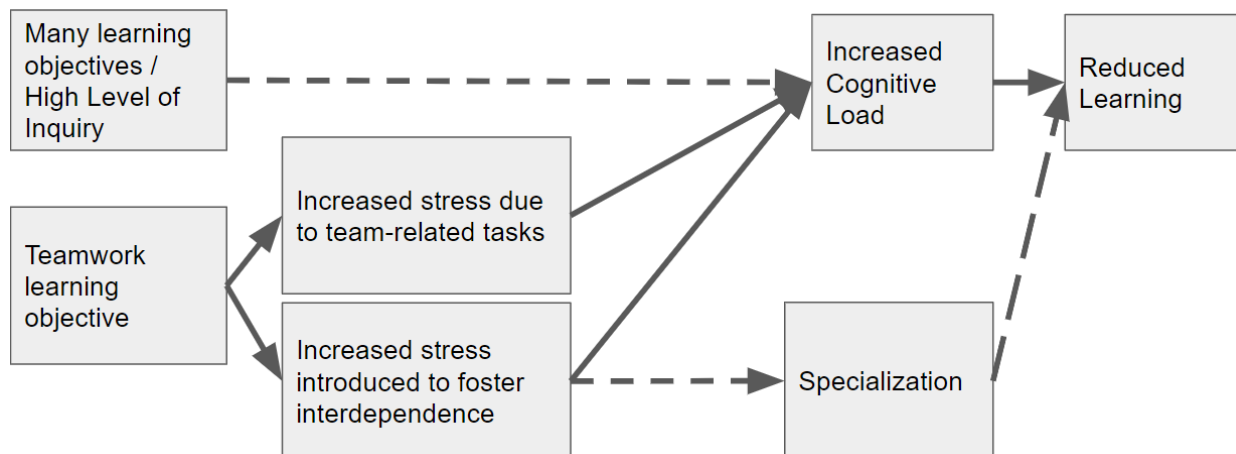 Many learning
objectives /
High Level of
Inquiry
Increased
Cognitive
Load
Reduced
Learning
Increased stress due
to team-related tasks
Teamwork
learning
objective
Increased stress
introduced to foster
interdependence
Specialization